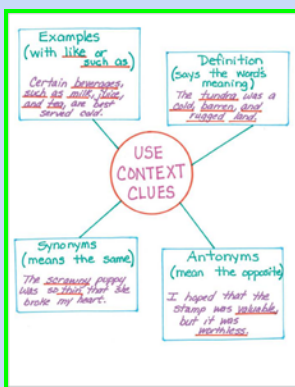 Examples
(with like or
such as)
Certain beverages,
such as milk, juice,
and tea, are best
served cold.
Definition
(says the word's
meaning)
The tundra was a
cold, barren, and
rugged land.
USE
CONTEXT
CLUES
Synonyms
(means the same)
The scrawny puppy
was so thin that she
broke my heart.
Antonyms
(mean the opposite)
I hoped that the
stamp was valuable,
but it was
worthless.